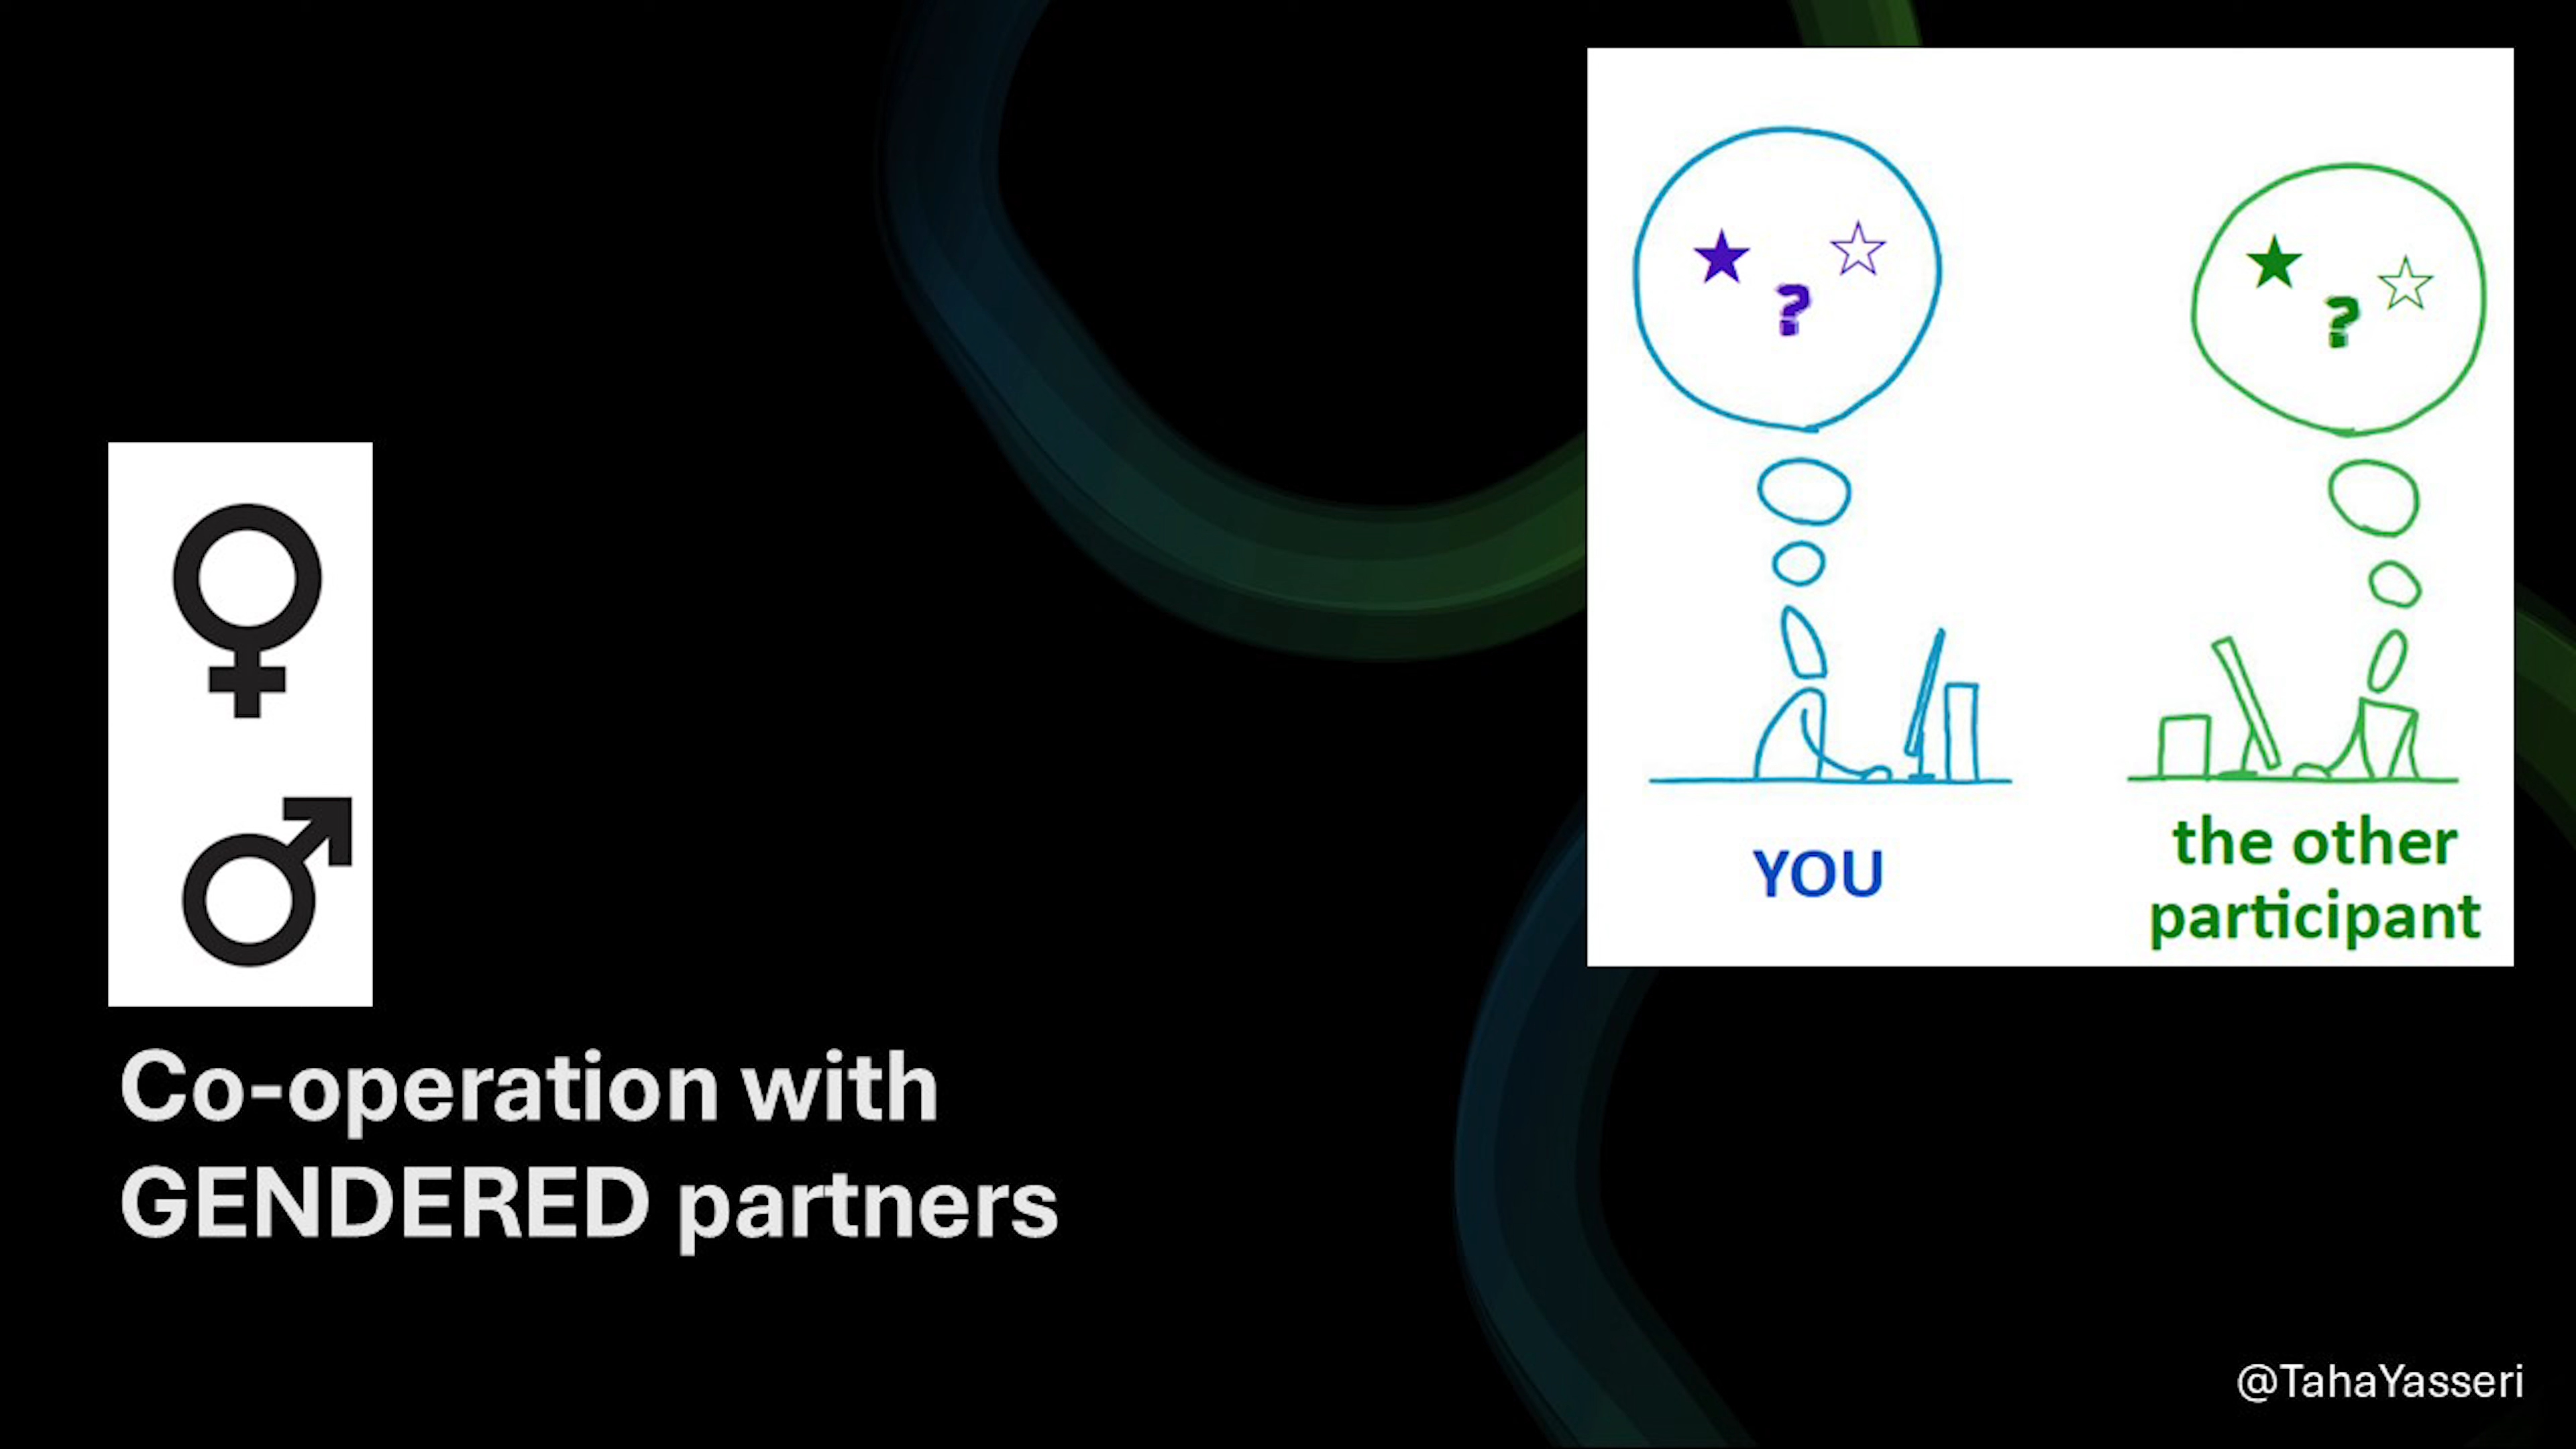 ?
?
YOU
the other
participant
Co-operation with
GENDERED partners
@TahaYasseri